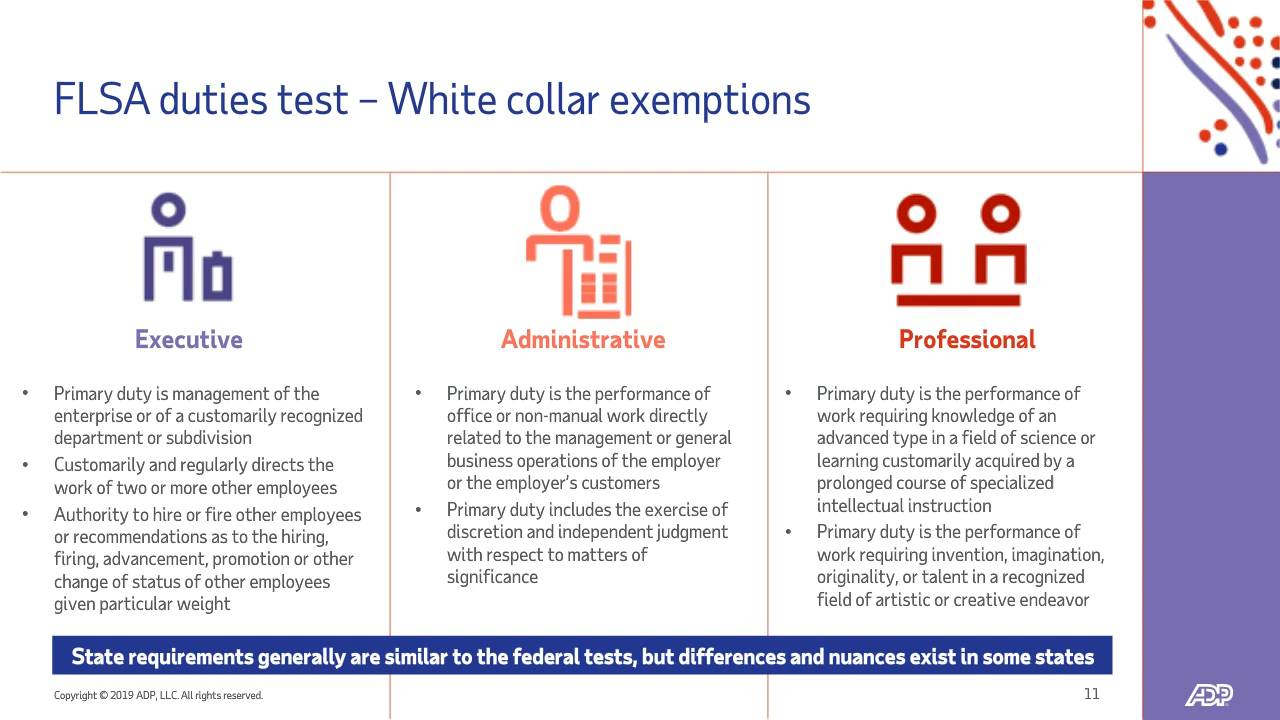 FLSA duties test – White collar exemptions
Executive
• Primary duty is management of the
enterprise or of a customarily recognized
department or subdivision
• Customarily and regularly directs the
work of two or more other employees
• Authority to hire or fire other employees
or recommendations as to the hiring,
firing, advancement, promotion or other
change of status of other employees
given particular weight
Administrative
• Primary duty is the performance of
office or non-manual work directly
related to the management or general
business operations of the employer
or the employer's customers
• Primary duty includes the exercise of
discretion and independent judgment
with respect to matters of
significance
Professional
• Primary duty is the performance of
work requiring knowledge of an
advanced type in a field of science or
learning customarily acquired by a
prolonged course of specialized
intellectual instruction
• Primary duty is the performance of
work requiring invention, imagination,
originality, or talent in a recognized
field of artistic or creative endeavor
State requirements generally are similar to the federal tests, but differences and nuances exist in some states
Copyright © 2019 ADP, LLC. All rights reserved.
11
ADP